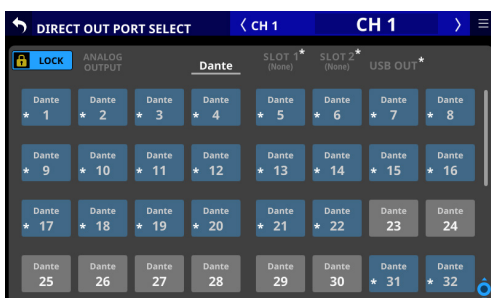 DIRECT OUT PORT SELECT
CH 1
CH 1
LOCK
ANALOG
OUTPUT
Dante
SLOT 1*
(None)
SLOT 2*
(None)
USB OUT*
Dante Dante Dante Dante Dante Dante Dante Dante
* 1 * 2 * 3 * 4 * 5 * 6 * 7 * 8
Dante Dante Dante Dante Dante Dante Dante Dante
* 9 * 10 * 11 * 12 * 13 * 14 * 15 * 16
Dante Dante Dante Dante Dante Dante Dante Dante
* 17 * 18 * 19 * 20 * 21 * 22 23 24
Dante Dante Dante Dante Dante Dante Dante Dante
25 26 27 28 29 30 * 31 * 32